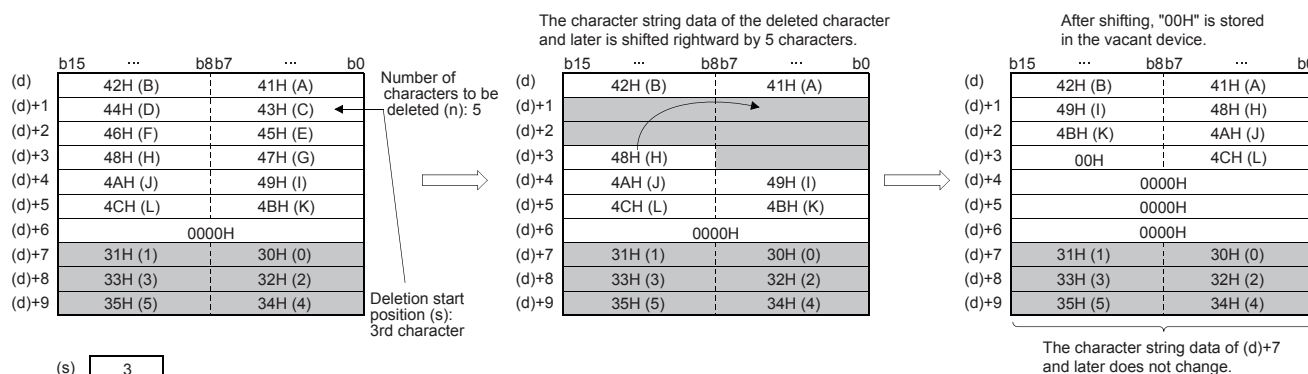 The character string data of the deleted character
and later is shifted rightward by 5 characters.
After shifting, "00H" is stored
in the vacant device.
b15 ... b8b7 ... b0
(d) 42H (B) 41H (A)
(d)+1 44H (D) 43H (C)
(d)+2 46H (F) 45H (E)
(d)+3 48H (H) 47H (G)
(d)+4 4AH (J) 49H (I)
(d)+5 4CH (L) 4BH (K)
(d)+6 0000H
(d)+7 31H (1) 30H (0)
(d)+8 33H (3) 32H (2)
(d)+9 35H (5) 34H (4)
Number of
characters to be
deleted (n): 5
Deletion start
position (s):
3rd character
(s) 3
b15 ... b8b7 ... b0
(d) 42H (B) 41H (A)
(d)+1
(d)+2
(d)+3 48H (H)
(d)+4 4AH (J) 49H (I)
(d)+5 4CH (L) 4BH (K)
(d)+6 0000H
(d)+7 31H (1) 30H (0)
(d)+8 33H (3) 32H (2)
(d)+9 35H (5) 34H (4)
b15 ... b8b7 ... b0
(d) 42H (B) 41H (A)
(d)+1 49H (I) 48H (H)
(d)+2 4BH (K) 4AH (J)
(d)+3 00H 4CH (L)
(d)+4 0000H
(d)+5 0000H
(d)+6 0000H
(d)+7 31H (1) 30H (0)
(d)+8 33H (3) 32H (2)
(d)+9 35H (5) 34H (4)
The character string data of (d)+7
and later does not change.